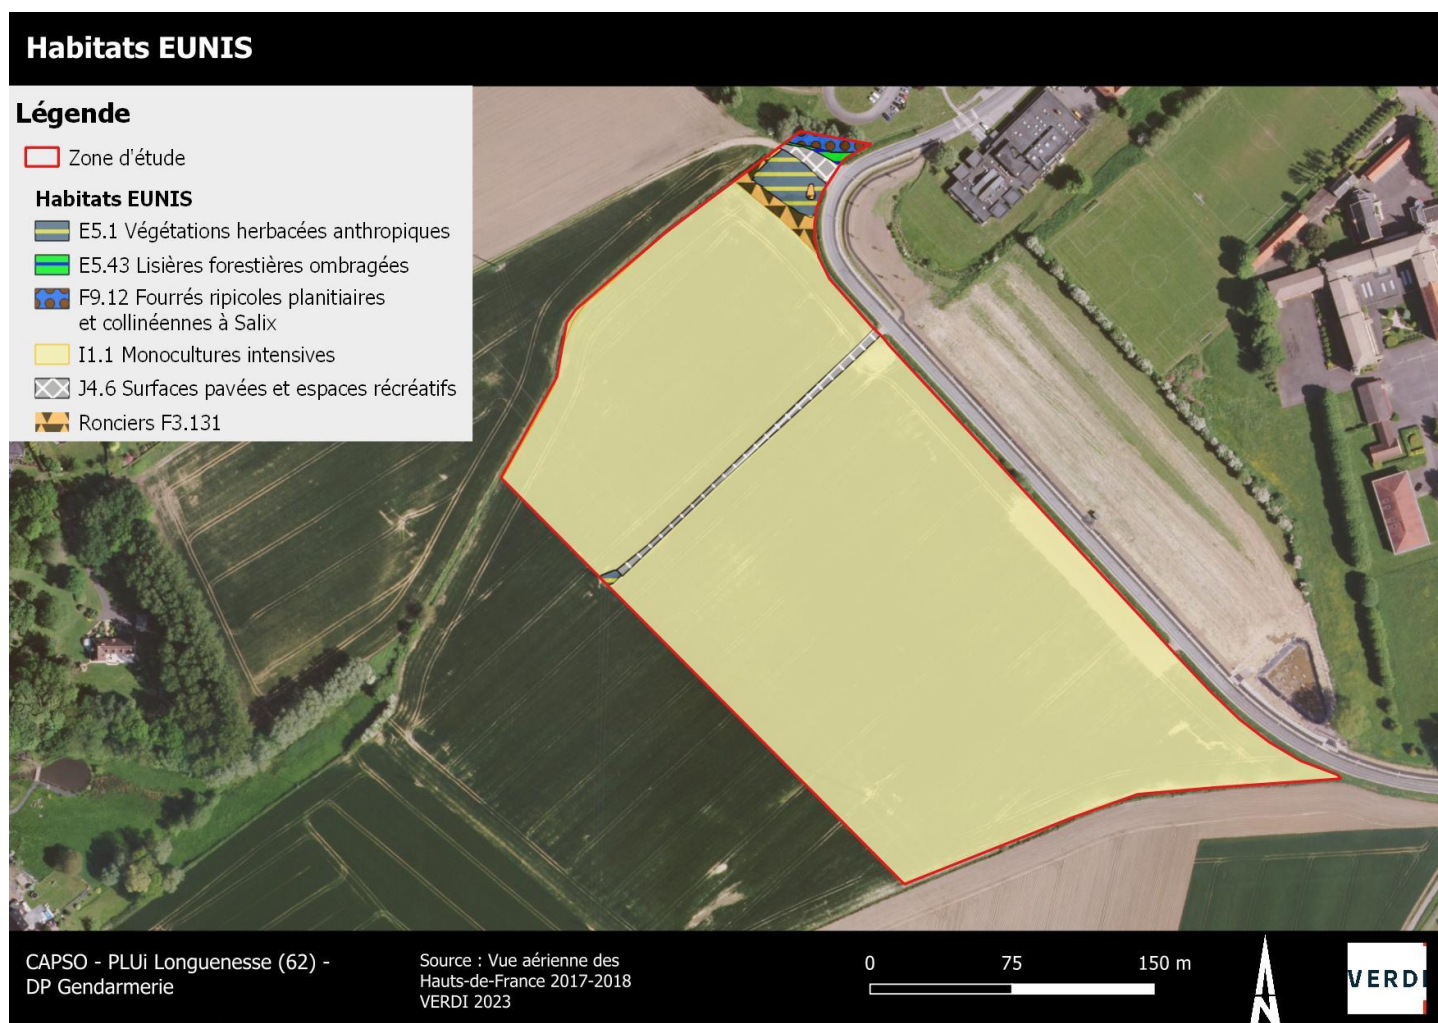 Habitats EUNIS
Légende
Zone d'étude
Habitats EUNIS
E5.1 Végétations herbacées anthropiques
E5.43 Lisières forestières ombragées
F9.12 Fourrés ripicoles planitiaires
et collinéennes à Salix
I1.1 Monocultures intensives
J4.6 Surfaces pavées et espaces récréatifs
Ronciers F3.131
CAPSO - PLUi Longuenesse (62) -
DP Gendarmerie
Source : Vue aérienne des
Hauts-de-France 2017-2018
VERDI 2023
0 75 150 m
N
VERDI